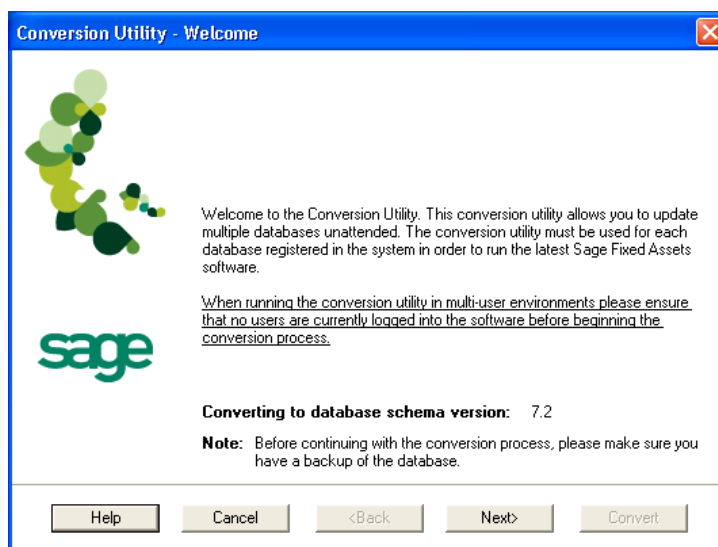 Conversion Utility - Welcome
Welcome to the Conversion Utility. This conversion utility allows you to update
multiple databases unattended. The conversion utility must be used for each
database registered in the system in order to run the latest Sage Fixed Assets
software.
When running the conversion utility in multi-user environments please ensure
that no users are currently logged into the software before beginning the
conversion process.
sage
Converting to database schema version: 7.2
Note: Before continuing with the conversion process, please make sure you
have a backup of the database.
Help Cancel <Back Next> Convert